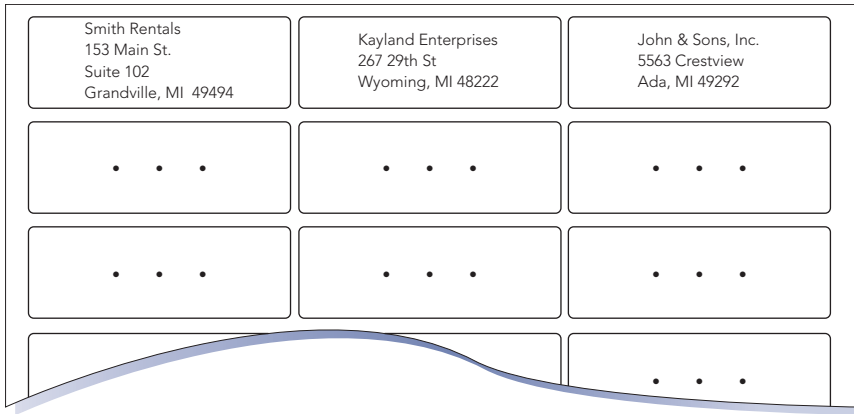 Smith Rentals
153 Main St.
Suite 102
Grandville, MI 49494
Kayland Enterprises
267 29th St
Wyoming, MI 48222
John & Sons, Inc.
5563 Crestview
Ada, MI 49292
• • •
• • •
• • •
• • •
• • •
• • •
• • •